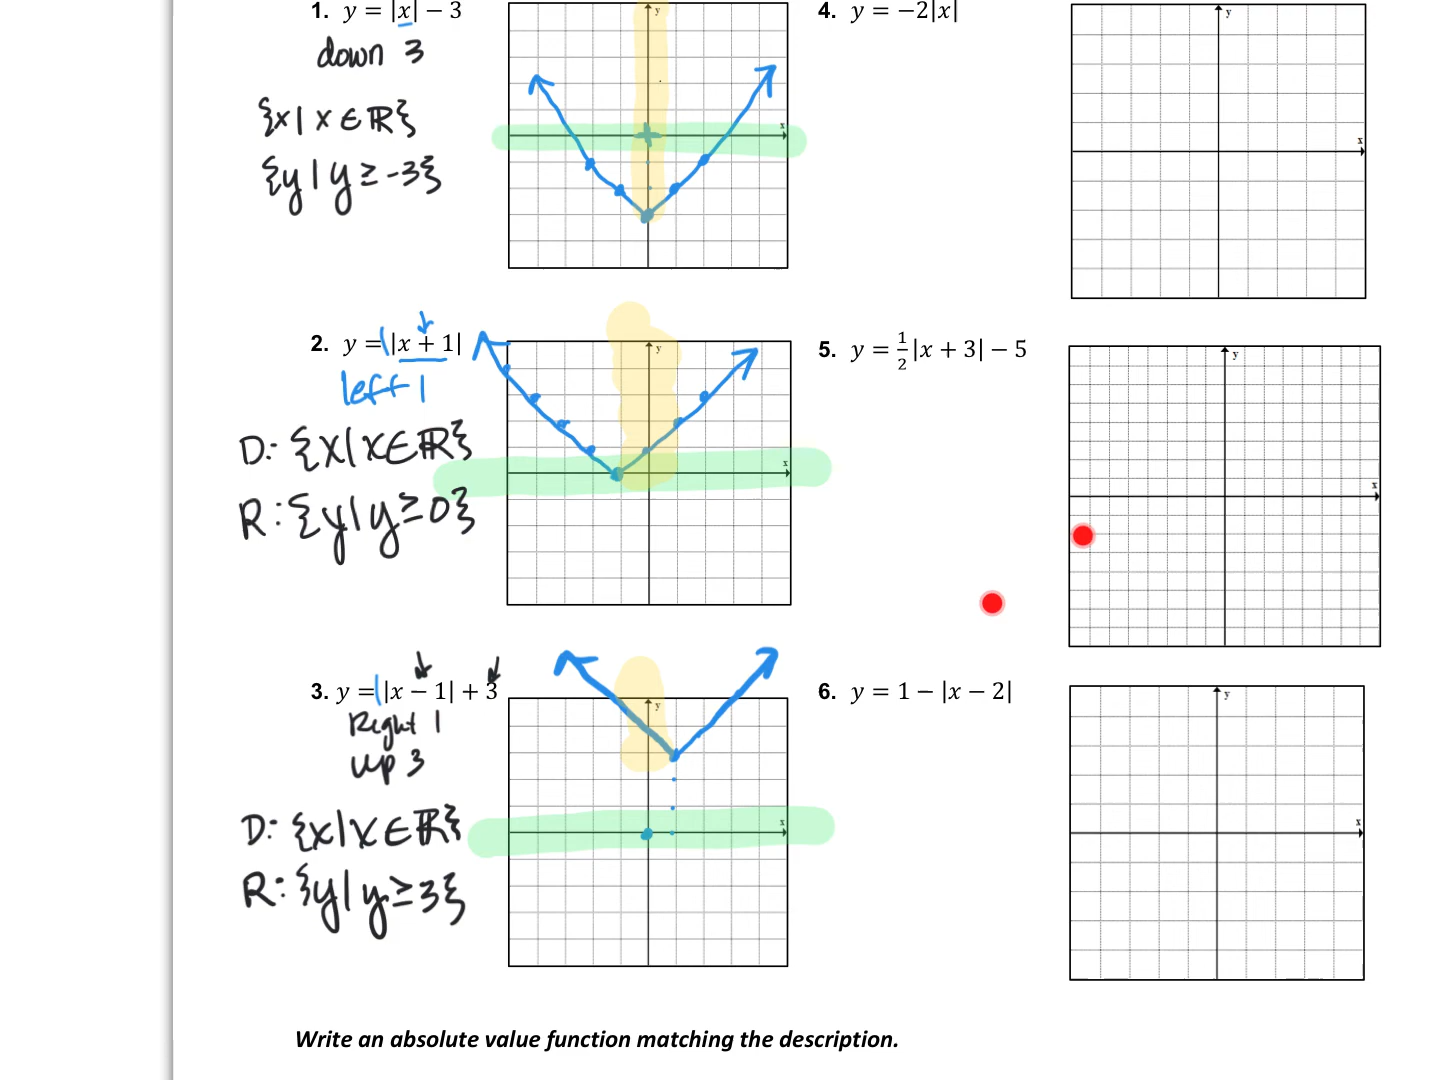 1. y = |x| − 3
down 3
{x | x ∈ ℝ}
{y | y ≥ -3}
y
x
2. y = |x + 1|
left 1
D: {x | x ∈ ℝ}
R: {y | y ≥ 0}
y
x
3. y = |x − 1| + 3
Right 1
up 3
D: {x | x ∈ ℝ}
R: {y | y ≥ 3}
y
x
4. y = −2|x|
y
x
5. y = ½|x + 3| − 5
y
x
6. y = 1 − |x − 2|
y
x
Write an absolute value function matching the description.